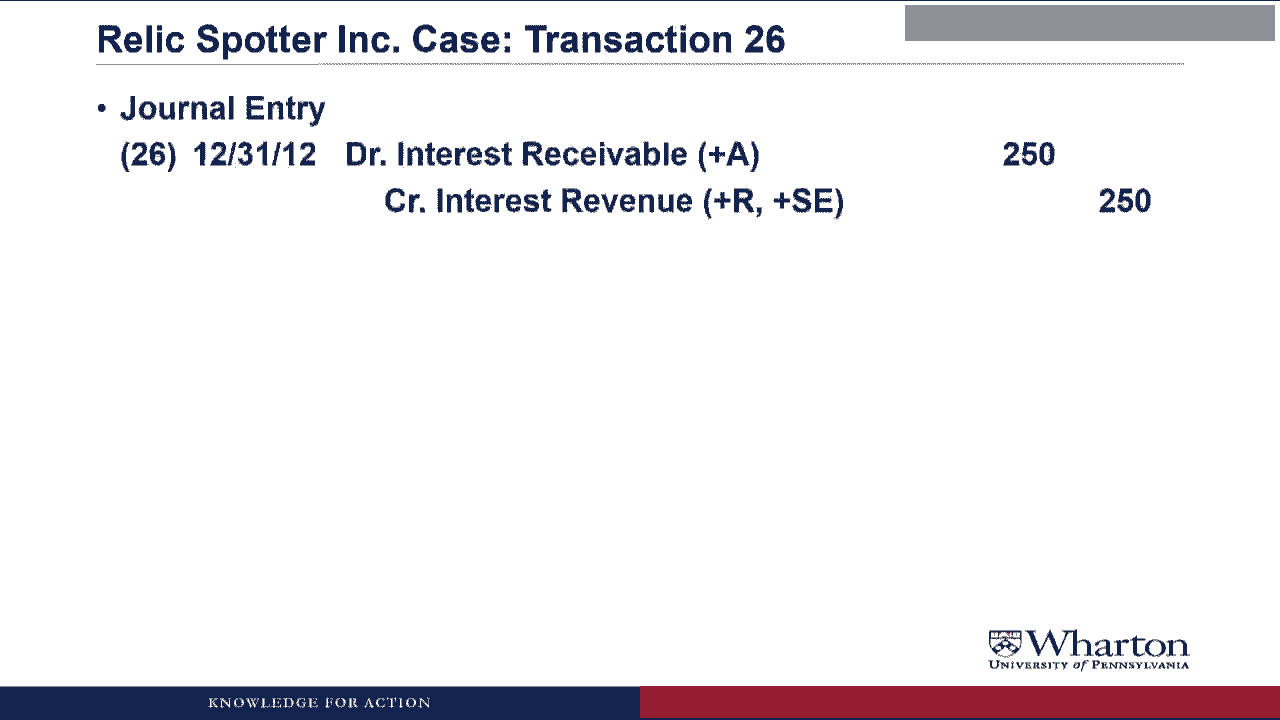 Relic Spotter Inc. Case: Transaction 26
• Journal Entry
(26) 12/31/12 Dr. Interest Receivable (+A) 250
Cr. Interest Revenue (+R, +SE) 250
Wharton
UNIVERSITY of PENNSYLVANIA
KNOWLEDGE FOR ACTION